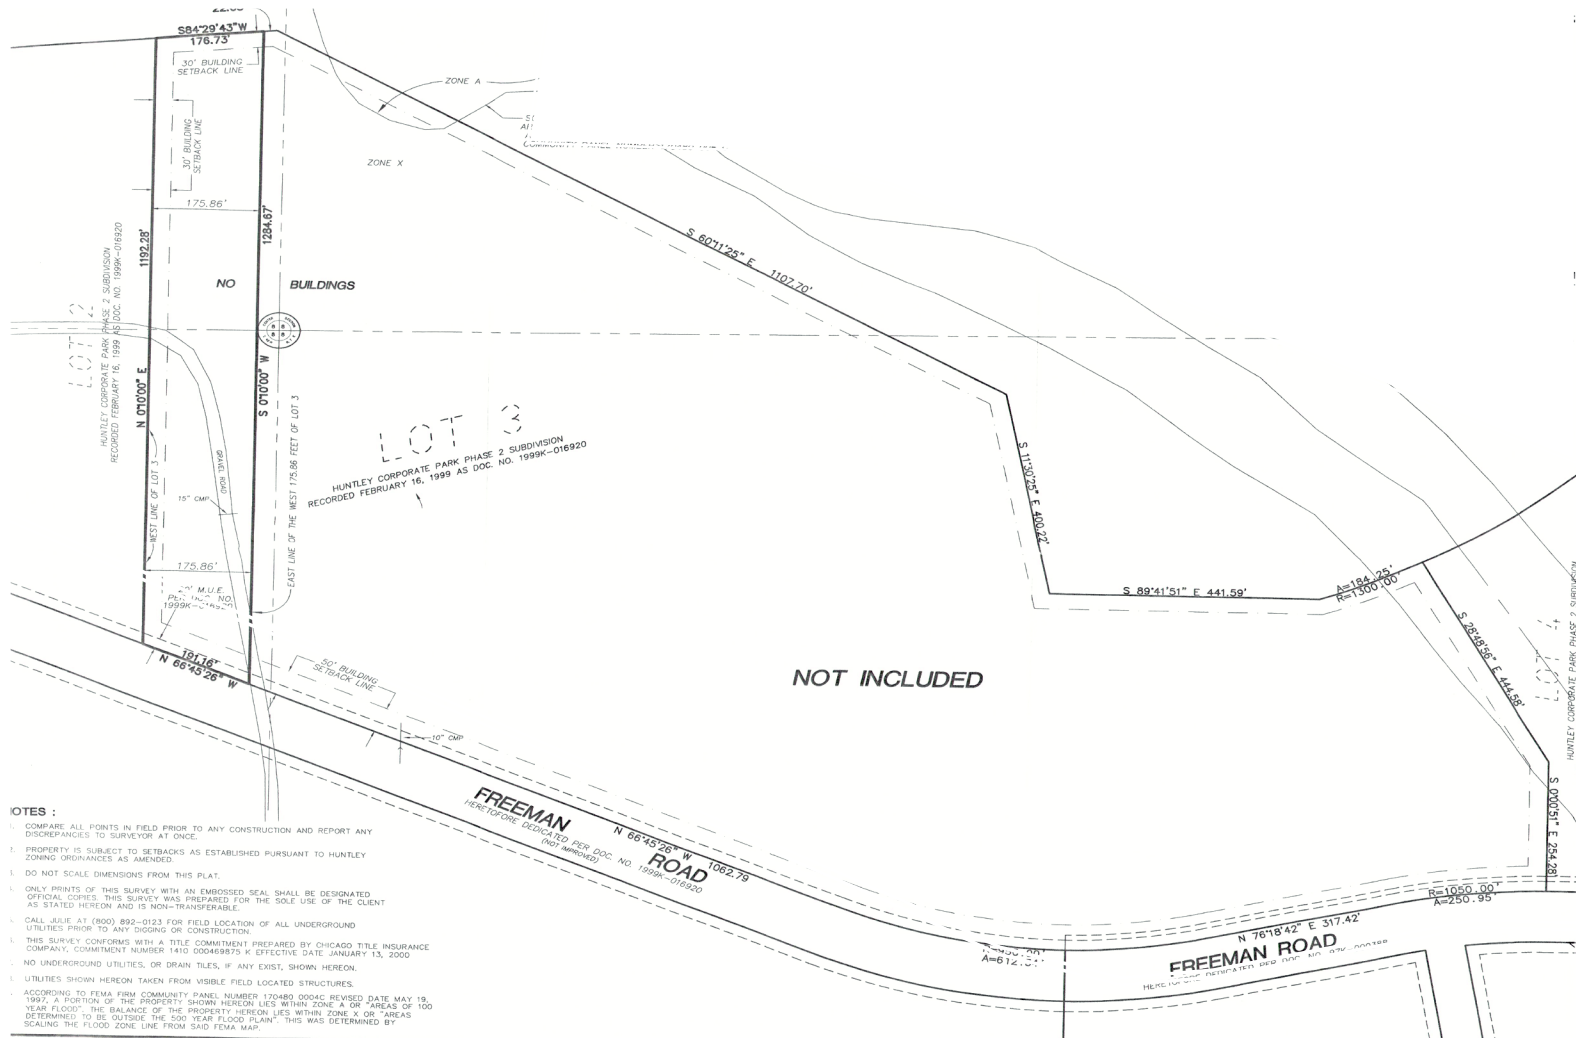 S84°29'43"W
176.73'
30' BUILDING
SETBACK LINE
ZONE A
ZONE X
30' BUILDING
SETBACK LINE
175.86'
1192.28'
1284.67'
S 60°11'25" E 1107.70'
NO BUILDINGS
LOT 2
HUNTLEY CORPORATE PARK PHASE 2 SUBDIVISION
RECORDED FEBRUARY 16, 1999 AS DOC. NO. 1999K-016920
N 0°10'00" E
S 0°10'00" W
LOT 3
HUNTLEY CORPORATE PARK PHASE 2 SUBDIVISION
RECORDED FEBRUARY 16, 1999 AS DOC. NO. 1999K-016920
EAST LINE OF THE WEST 175.86 FEET OF LOT 3
WEST LINE OF LOT 3
GRAVEL ROAD
15" CMP
S 11°30'25" E 400.22'
175.86'
M.U.E.
1999K-
S 89°41'51" E 441.59'
A=184.25'
R=1300.00'
S 28°48'56" E 444.58'
HUNTLEY CORPORATE PARK PHASE 2 SUBDIVISION
191.16'
N 66°45'26" W
50' BUILDING
SETBACK LINE
NOT INCLUDED
10" CMP
S 0°00'51" E 254.28'
FREEMAN ROAD
HERETOFORE DEDICATED PER DOC. NO. 1999K-016920
(NOT IMPROVED)
N 66°45'26" W 1062.79
R=1050.00'
A=250.95'
N 76°18'42" E 317.42'
FREEMAN ROAD
HERETOFORE DEDICATED PER DOC. NO.
OTES :
COMPARE ALL POINTS IN FIELD PRIOR TO ANY CONSTRUCTION AND REPORT ANY
DISCREPANCIES TO SURVEYOR AT ONCE.
2. PROPERTY IS SUBJECT TO SETBACKS AS ESTABLISHED PURSUANT TO HUNTLEY
ZONING ORDINANCES AS AMENDED.
DO NOT SCALE DIMENSIONS FROM THIS PLAT.
ONLY PRINTS OF THIS SURVEY WITH AN EMBOSSED SEAL SHALL BE DESIGNATED
OFFICIAL COPIES. THIS SURVEY WAS PREPARED FOR THE SOLE USE OF THE CLIENT
AS STATED HEREON AND IS NON-TRANSFERABLE.
CALL JULIE AT (800) 892-0123 FOR FIELD LOCATION OF ALL UNDERGROUND
UTILITIES PRIOR TO ANY DIGGING OR CONSTRUCTION.
THIS SURVEY CONFORMS WITH A TITLE COMMITMENT PREPARED BY CHICAGO TITLE INSURANCE
COMPANY, COMMITMENT NUMBER 1410 000469875 K EFFECTIVE DATE JANUARY 13, 2000
NO UNDERGROUND UTILITIES, OR DRAIN TILES, IF ANY EXIST, SHOWN HEREON.
UTILITIES SHOWN HEREON TAKEN FROM VISIBLE FIELD LOCATED STRUCTURES.
ACCORDING TO FEMA FIRM COMMUNITY PANEL NUMBER 170480 0004C REVISED DATE MAY 19,
1997, A PORTION OF THE PROPERTY SHOWN HEREON LIES WITHIN ZONE A OR "AREAS OF 100
YEAR FLOOD". THE BALANCE OF THE PROPERTY HEREON LIES WITHIN ZONE X OR "AREAS
DETERMINED TO BE OUTSIDE THE 500 YEAR FLOOD PLAIN". THIS WAS DETERMINED BY
SCALING THE FLOOD ZONE LINE FROM SAID FEMA MAP.